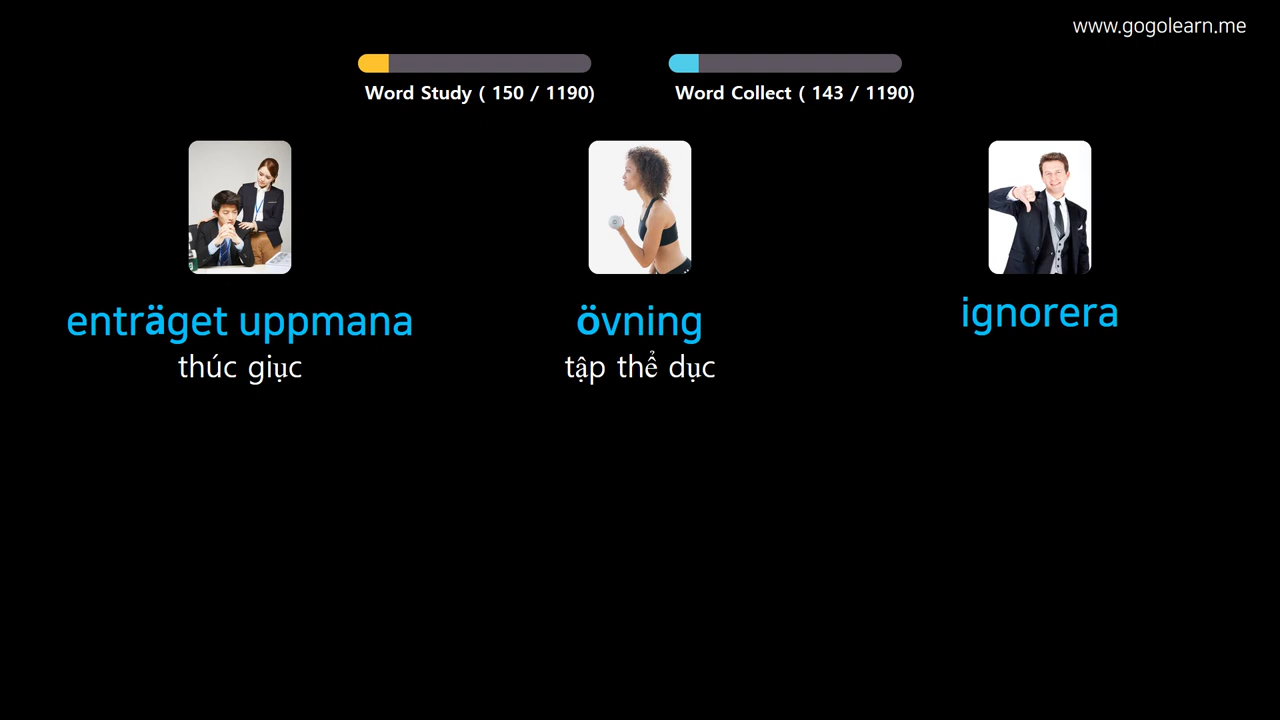 www.gogolearn.me
Word Study ( 150 / 1190)
Word Collect ( 143 / 1190)
enträget uppmana
thúc giục
övning
tập thể dục
ignorera